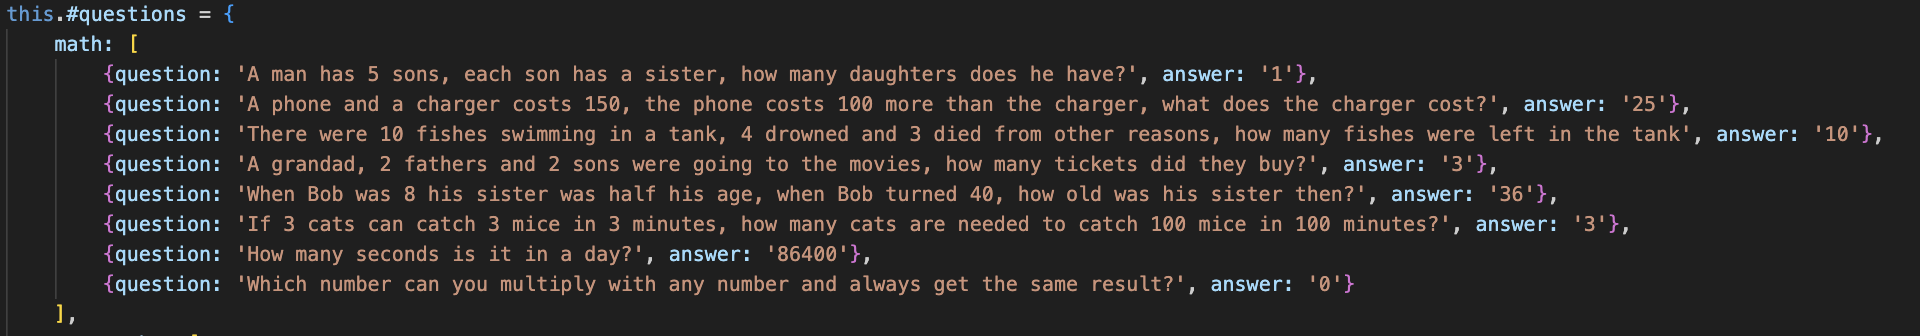 this.#questions = {
math: [
{question: 'A man has 5 sons, each son has a sister, how many daughters does he have?', answer: '1'},
{question: 'A phone and a charger costs 150, the phone costs 100 more than the charger, what does the charger cost?', answer: '25'},
{question: 'There were 10 fishes swimming in a tank, 4 drowned and 3 died from other reasons, how many fishes were left in the tank', answer: '10'},
{question: 'A grandad, 2 fathers and 2 sons were going to the movies, how many tickets did they buy?', answer: '3'},
{question: 'When Bob was 8 his sister was half his age, when Bob turned 40, how old was his sister then?', answer: '36'},
{question: 'If 3 cats can catch 3 mice in 3 minutes, how many cats are needed to catch 100 mice in 100 minutes?', answer: '3'},
{question: 'How many seconds is it in a day?', answer: '86400'},
{question: 'Which number can you multiply with any number and always get the same result?', answer: '0'}
],